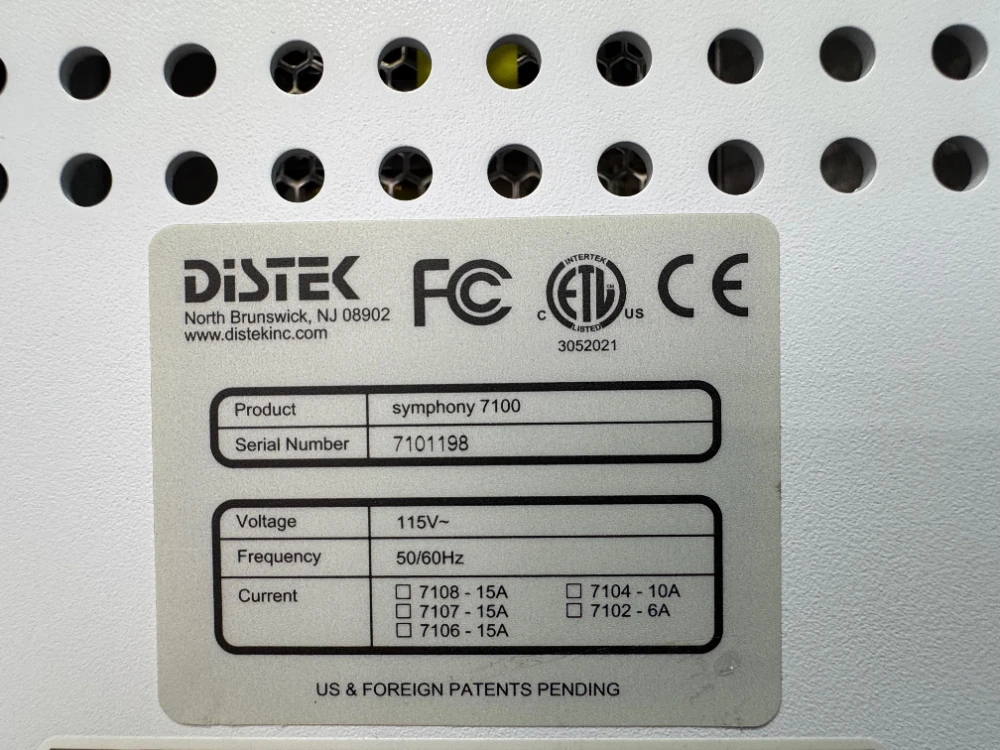 DiSTEK
North Brunswick, NJ 08902
www.distekinc.com
FC
INTERTEK
ETL
CM
LISTED
C US
3052021
CE
Product symphony 7100
Serial Number 7101198
Voltage 115V~
Frequency 50/60Hz
Current ☐ 7108 - 15A ☐ 7104 - 10A
☐ 7107 - 15A ☐ 7102 - 6A
☐ 7106 - 15A
US & FOREIGN PATENTS PENDING